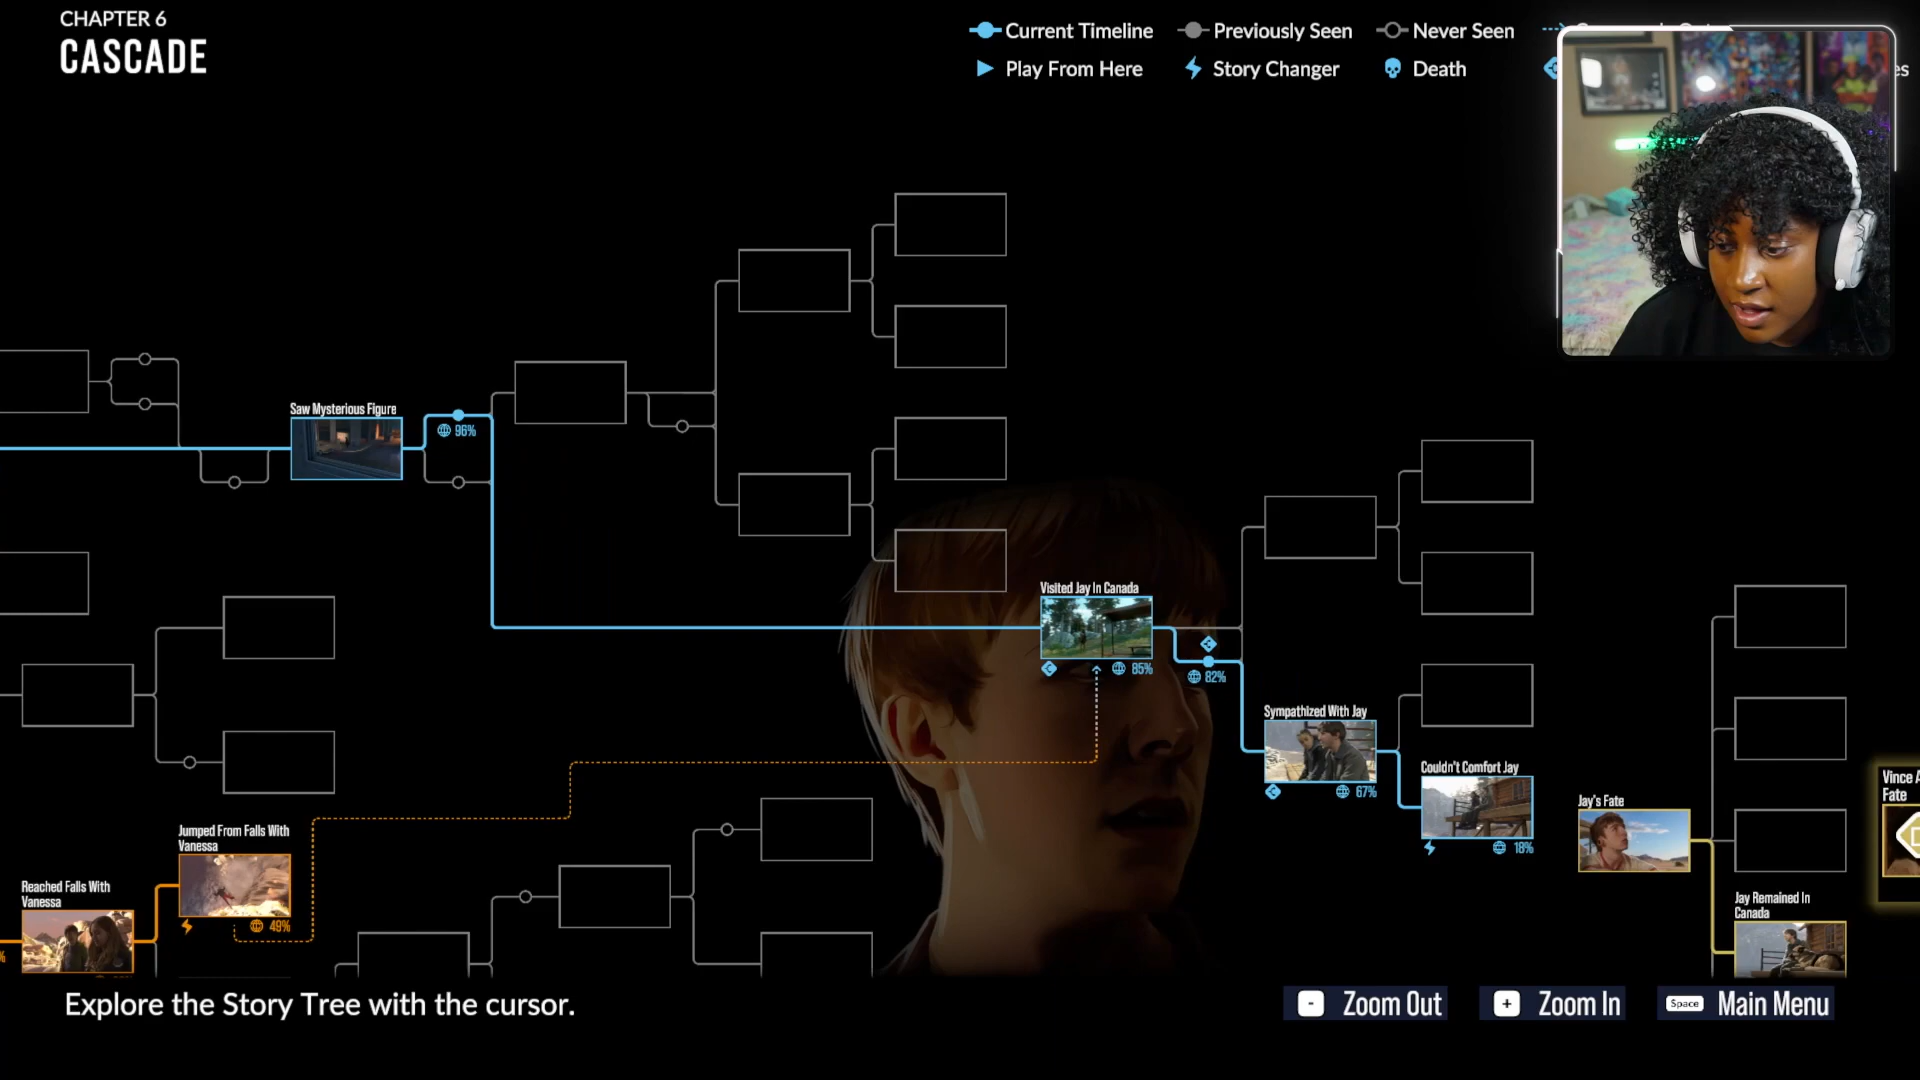 CHAPTER 6
CASCADE
Current Timeline
Previously Seen
Never Seen
Play From Here
Story Changer
Death
es
Saw Mysterious Figure
96%
Visited Jay In Canada
85%
82%
Sympathized With Jay
67%
Couldn't Comfort Jay
18%
Jay's Fate
Vince A
Fate
Jay Remained In
Canada
Jumped From Falls With
Vanessa
49%
Reached Falls With
Vanessa
%
Explore the Story Tree with the cursor.
- Zoom Out
+ Zoom In
Space Main Menu